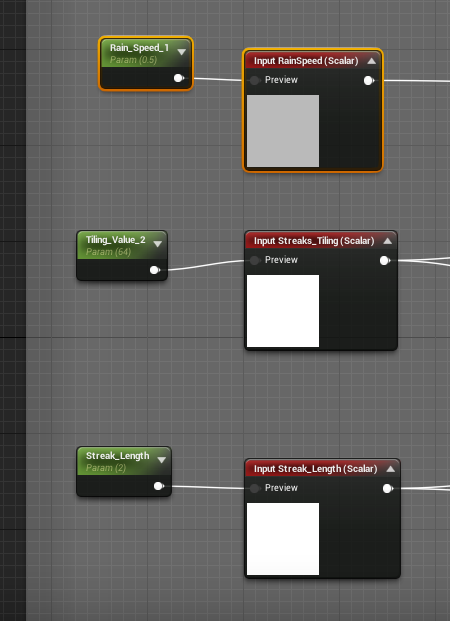 Rain_Speed_1
Param (0.5)
Input RainSpeed (Scalar)
Preview
Tiling_Value_2
Param (64)
Input Streaks_Tiling (Scalar)
Preview
Streak_Length
Param (2)
Input Streak_Length (Scalar)
Preview